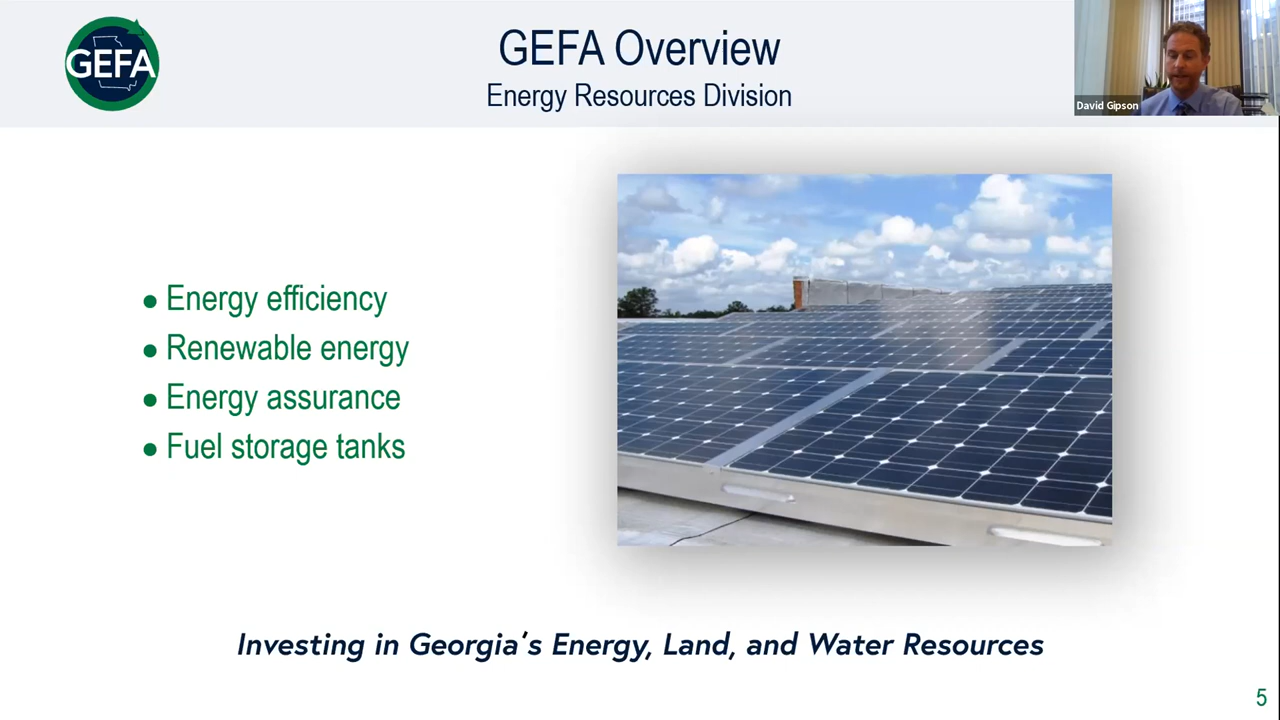 GEFA
GEFA Overview
Energy Resources Division
David Gipson
● Energy efficiency
● Renewable energy
● Energy assurance
● Fuel storage tanks
Investing in Georgia's Energy, Land, and Water Resources
5